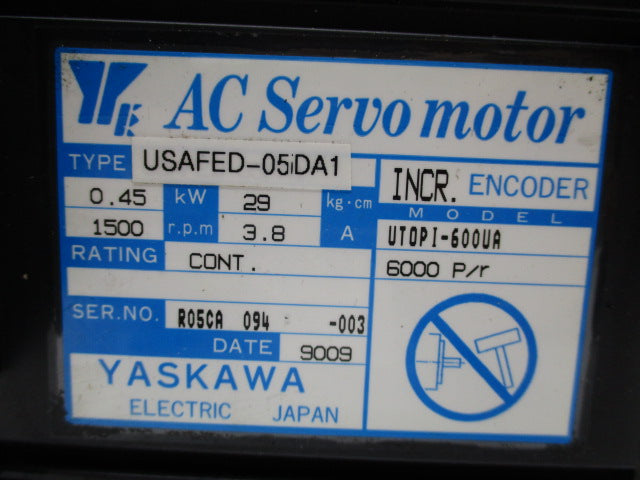 AC Servo motor
TYPE USAFED-05DA1
0.45 kW 29 kg·cm
1500 r.p.m 3.8 A
RATING CONT.
SER.NO. R05CA 094 -003
DATE 9009
YASKAWA
ELECTRIC JAPAN
INCR. ENCODER
MODEL
UTOPI-600UA
6000 P/r